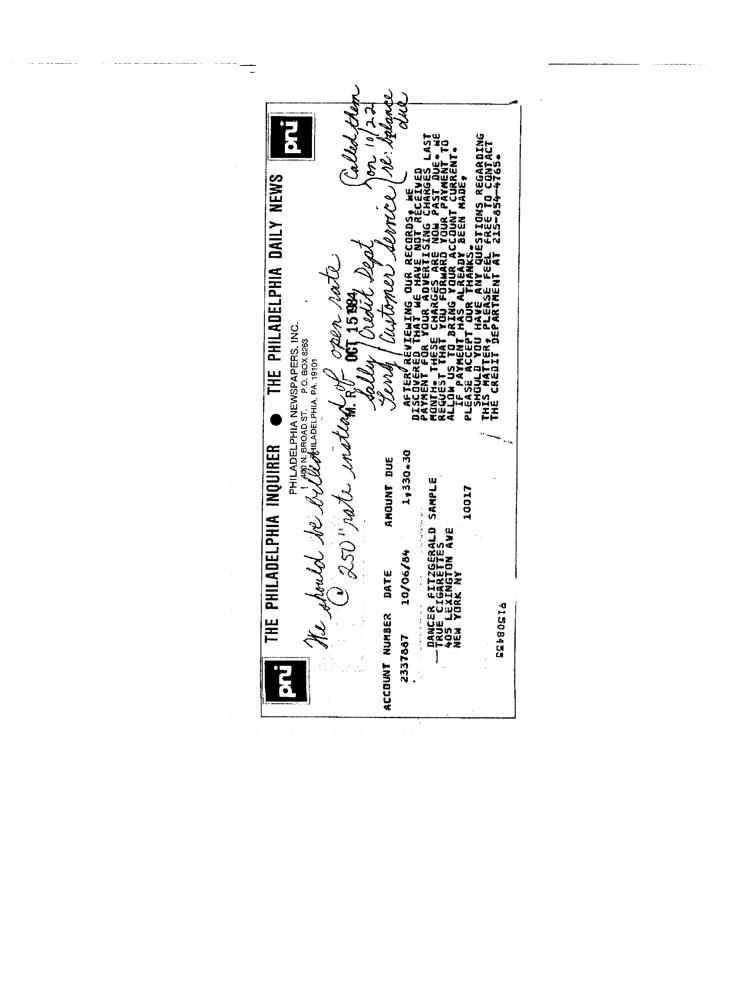 pni
THE PHILADELPHIA INQUIRER ● THE PHILADELPHIA DAILY NEWS
pni
PHILADELPHIA NEWSPAPERS, INC.
400 N. BROAD ST. P.O. BOX 8263
PHILADELPHIA, PA. 19101
We should be billed
@ 250" rate instead of open rate
M. R. OCT 15 1984
Sally / Credit Dept
Terry / Customer Service
Called them
on 10/22
re: balance
due
ACCOUNT NUMBER DATE AMOUNT DUE
2337887 10/06/84 1,330.30
DANCER FITZGERALD SAMPLE
TRUE CIGARETTES
405 LEXINGTON AVE
NEW YORK NY 10017
AFTER REVIEWING OUR RECORDS, WE
DISCOVERED THAT WE HAVE NOT RECEIVED
PAYMENT FOR YOUR ADVERTISING CHARGES LAST
MONTH. THESE CHARGES ARE NOW PAST DUE. WE
REQUEST THAT YOU FORWARD YOUR PAYMENT TO
ALLOW US TO BRING YOUR ACCOUNT CURRENT.
IF PAYMENT HAS ALREADY BEEN MADE,
PLEASE ACCEPT OUR THANKS.
SHOULD YOU HAVE ANY QUESTIONS REGARDING
THIS MATTER, PLEASE FEEL FREE TO CONTACT
THE CREDIT DEPARTMENT AT 215-854-4765.
91508455